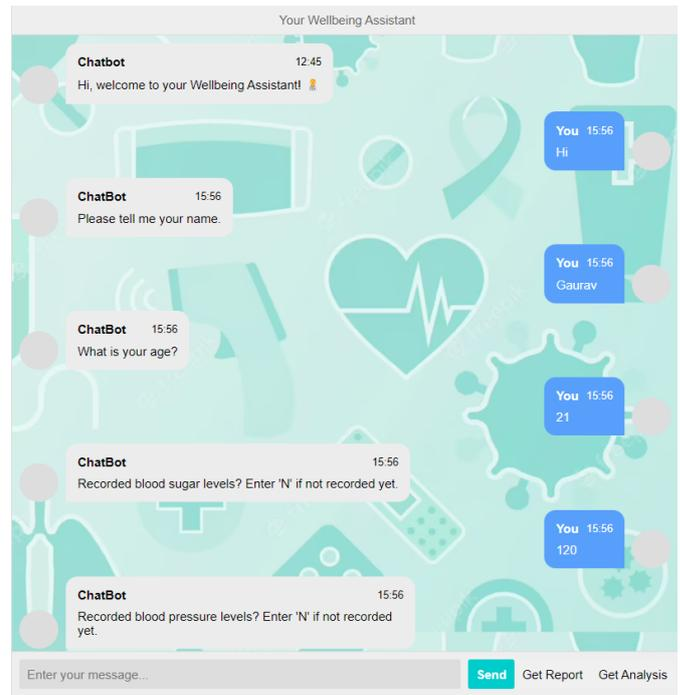 Your Wellbeing Assistant
Chatbot 12:45
Hi, welcome to your Wellbeing Assistant!
You 15:56
Hi
ChatBot 15:56
Please tell me your name.
You 15:56
Gaurav
ChatBot 15:56
What is your age?
You 15:56
21
ChatBot 15:56
Recorded blood sugar levels? Enter 'N' if not recorded yet.
You 15:56
120
ChatBot 15:56
Recorded blood pressure levels? Enter 'N' if not recorded
yet.
Enter your message... Send Get Report Get Analysis